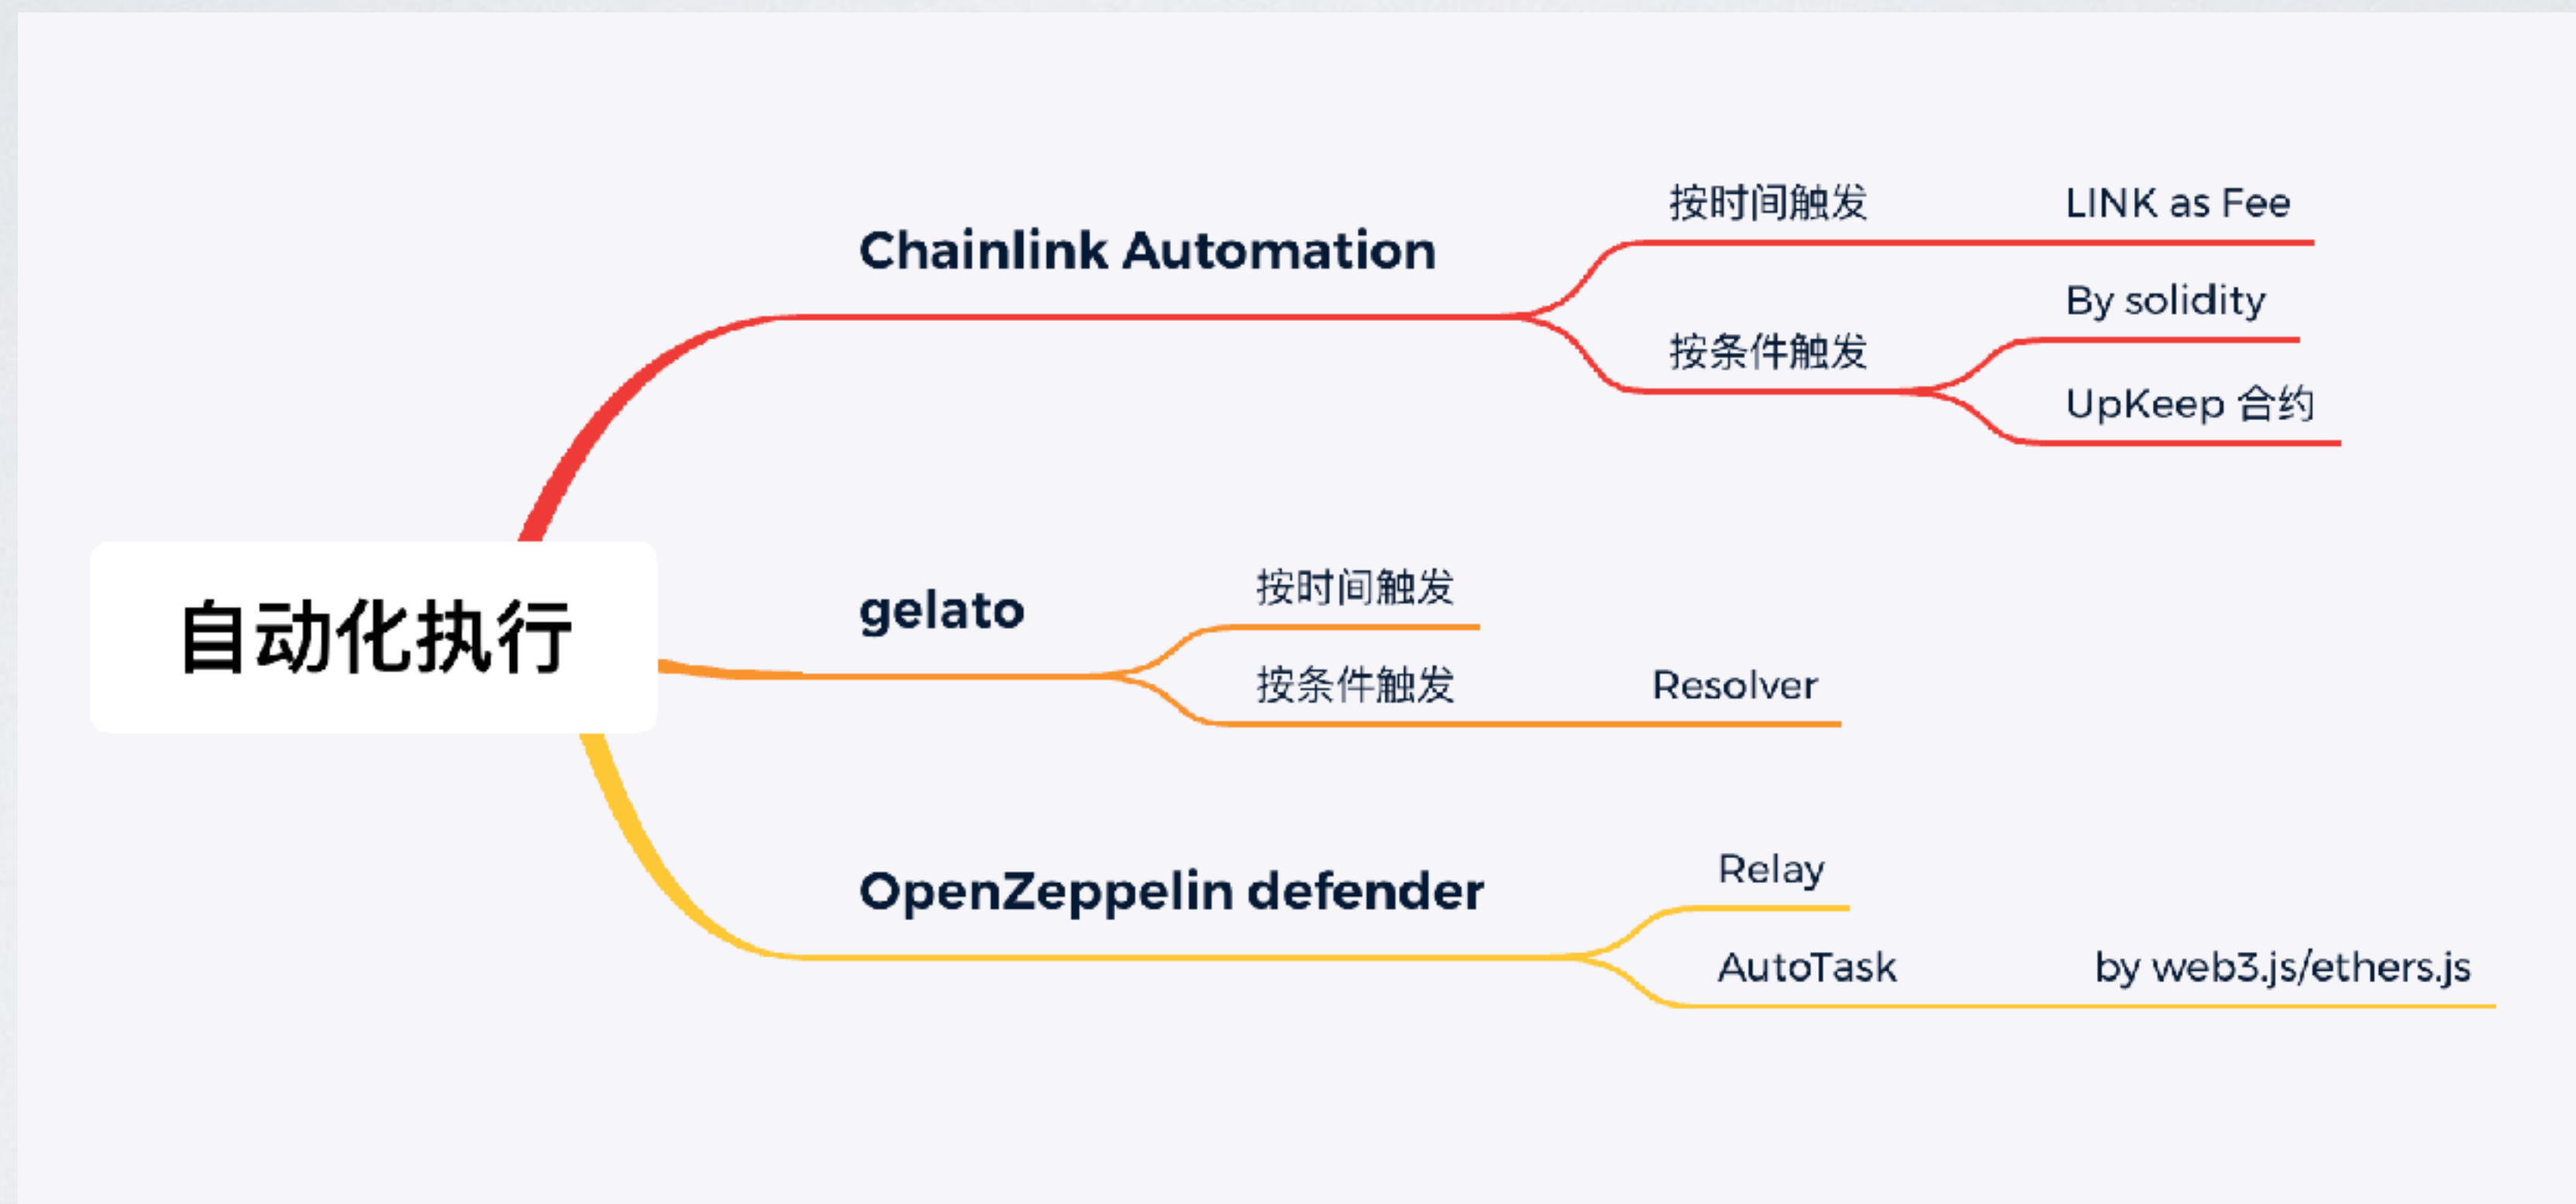 自动化执行
Chainlink Automation
按时间触发
LINK as Fee
按条件触发
By solidity
UpKeep 合约
gelato
按时间触发
按条件触发
Resolver
OpenZeppelin defender
Relay
AutoTask
by web3.js/ethers.js